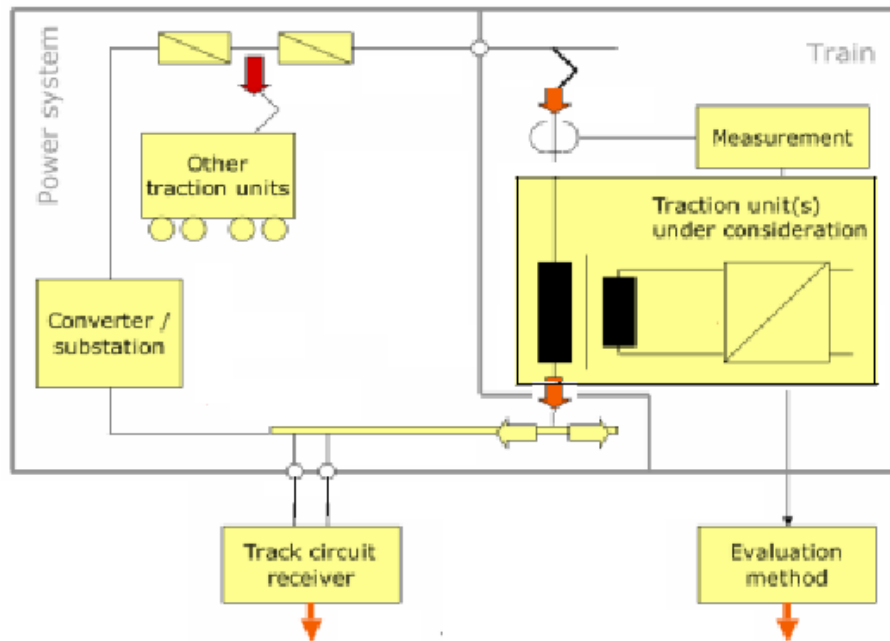 Power system
Train
Other
traction units
Measurement
Traction unit(s)
under consideration
Converter /
substation
Track circuit
receiver
Evaluation
method